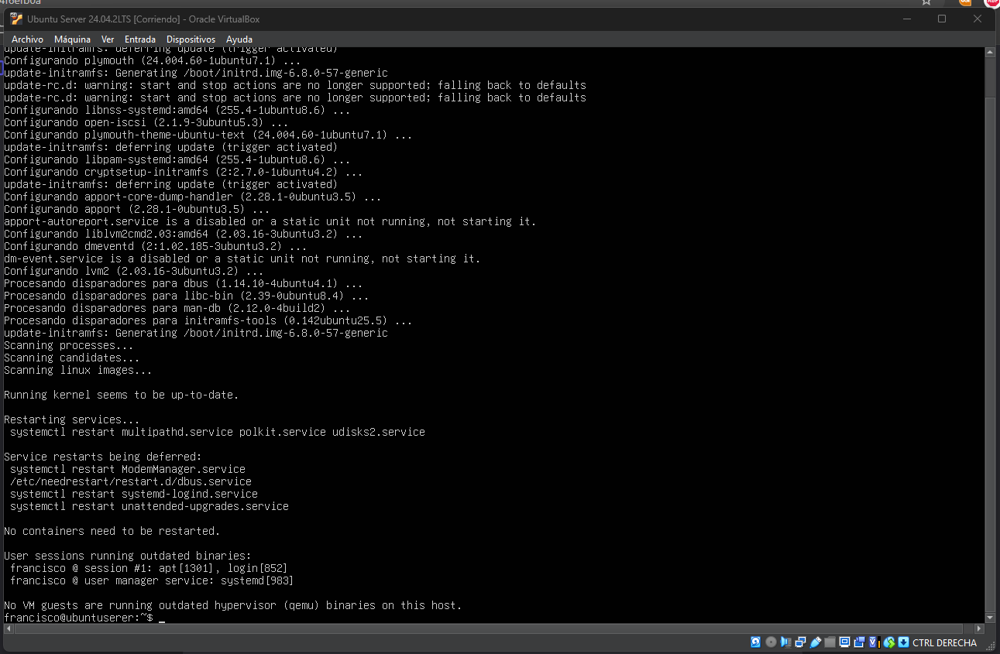 Ubuntu Server 24.04.2LTS [Corriendo] - Oracle VirtualBox
Archivo Máquina Ver Entrada Dispositivos Ayuda
update-initramfs: deferring update (trigger activated)
Configurando plymouth (24.004.60-1ubuntu7.1) ...
update-initramfs: Generating /boot/initrd.img-6.8.0-57-generic
update-rc.d: warning: start and stop actions are no longer supported; falling back to defaults
update-rc.d: warning: start and stop actions are no longer supported; falling back to defaults
Configurando libnss-systemd:amd64 (255.4-1ubuntu8.6) ...
Configurando open-iscsi (2.1.9-3ubuntu5.3) ...
Configurando plymouth-theme-ubuntu-text (24.004.60-1ubuntu7.1) ...
update-initramfs: deferring update (trigger activated)
Configurando libpam-systemd:amd64 (255.4-1ubuntu8.6) ...
Configurando cryptsetup-initramfs (2:2.7.0-1ubuntu4.2) ...
update-initramfs: deferring update (trigger activated)
Configurando apport-core-dump-handler (2.28.1-0ubuntu3.5) ...
Configurando apport (2.28.1-0ubuntu3.5) ...
apport-autoreport.service is a disabled or a static unit not running, not starting it.
Configurando liblvm2cmd2.03:amd64 (2.03.16-3ubuntu3.2) ...
Configurando dmeventd (2:1.02.185-3ubuntu3.2) ...
dm-event.service is a disabled or a static unit not running, not starting it.
Configurando lvm2 (2.03.16-3ubuntu3.2) ...
Procesando disparadores para dbus (1.14.10-4ubuntu4.1) ...
Procesando disparadores para libc-bin (2.39-0ubuntu8.4) ...
Procesando disparadores para man-db (2.12.0-4build2) ...
Procesando disparadores para initramfs-tools (0.142ubuntu25.5) ...
update-initramfs: Generating /boot/initrd.img-6.8.0-57-generic
Scanning processes...
Scanning candidates...
Scanning linux images...
Running kernel seems to be up-to-date.
Restarting services...
systemctl restart multipathd.service polkit.service udisks2.service
Service restarts being deferred:
systemctl restart ModemManager.service
/etc/needrestart/restart.d/dbus.service
systemctl restart systemd-logind.service
systemctl restart unattended-upgrades.service
No containers need to be restarted.
User sessions running outdated binaries:
francisco @ session #1: apt[1301], login[852]
francisco @ user manager service: systemd[983]
No VM guests are running outdated hypervisor (qemu) binaries on this host.
francisco@ubuntuserer:~$ _
CTRL DERECHA